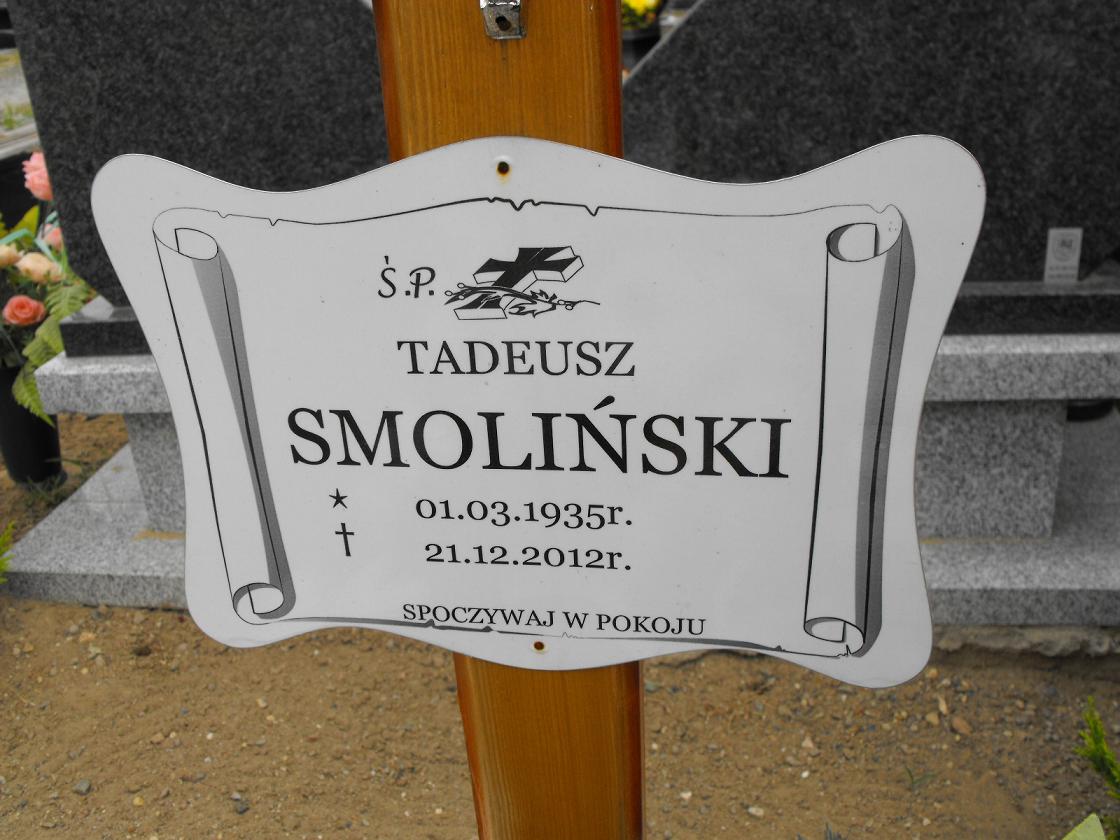 Ś.P.
TADEUSZ
SMOLIŃSKI
01.03.1935r.
21.12.2012r.
SPOCZYWAJ W POKOJU